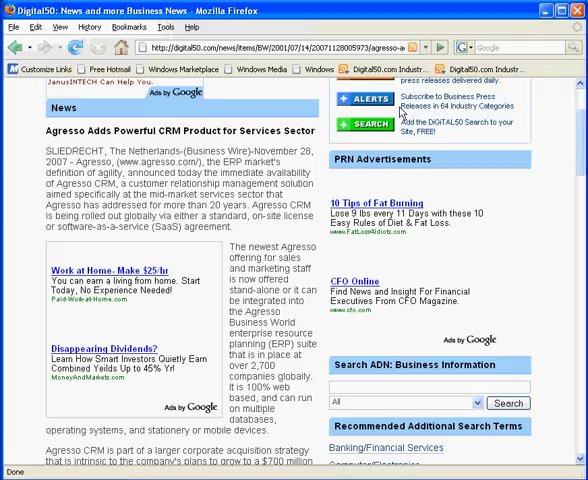 Digital50: News and more Business News - Mozilla Firefox
File Edit View History Bookmarks Tools Help
http://digital50.com/news/items/BW/2001/07/14/20071128005973/agresso-a
Google
Customize Links Free Hotmail Windows Marketplace Windows Media Windows Digital50.com Industr... Digital50.com Industr...
JanusINTECH Can Help You.
Ads by Google
News
Agresso Adds Powerful CRM Product for Services Sector
SLIEDRECHT, The Netherlands-(Business Wire)-November 28,
2007 - Agresso, (www.agresso.com/), the ERP market's
definition of agility, announced today the immediate availability
of Agresso CRM, a customer relationship management solution
aimed specifically at the mid-market services sector that
Agresso has addressed for more than 20 years. Agresso CRM
is being rolled out globally via either a standard, on-site license
or software-as-a-service (SaaS) agreement.
Work at Home- Make $25/hr
You can earn a living from home. Start
Today, No Experience Needed!
Paid-Work-at-Home.com
Disappearing Dividends?
Learn How Smart Investors Quietly Earn
Combined Yeilds Up to 45% Yr!
MoneyAndMarkets.com
Ads by Google
The newest Agresso
offering for sales
and marketing staff
is now offered
stand-alone or it can
be integrated into
the Agresso
Business World
enterprise resource
planning (ERP) suite
that is in place at
over 2,700
companies globally.
It is 100% web
based, and can run
on multiple
databases,
operating systems, and stationery or mobile devices.
Agresso CRM is part of a larger corporate acquisition strategy
that is intrinsic to the company's plans to grow to a $700 million
press releases delivered daily.
ALERTS
Subscribe to Business Press
Releases in 64 Industry Categories
SEARCH
Add the DIGITAL50 Search to your
Site, FREE!
PRN Advertisements
10 Tips of Fat Burning
Lose 9 lbs every 11 Days with these 10
Easy Rules of Diet & Fat Loss.
www.FatLoss4Idiots.com
CFO Online
Find News and Insight For Financial
Executives From CFO Magazine.
www.cfo.com
Ads by Google
Search ADN: Business Information
All
Search
Recommended Additional Search Terms
Banking/Financial Services
Computer/Electronics
Done